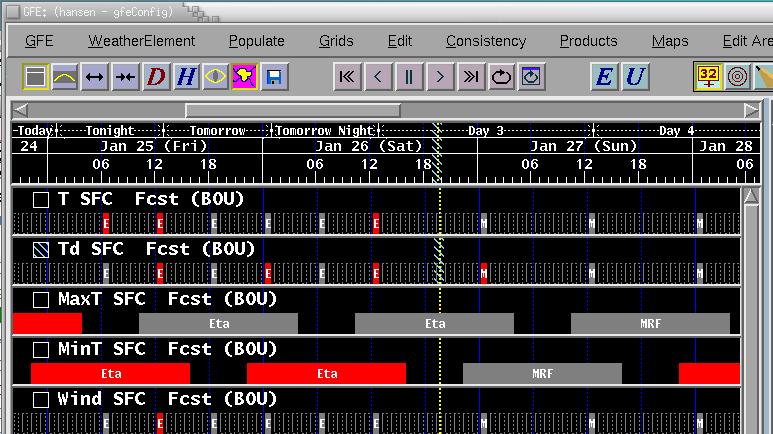 GFE: (hansen - gfeConfig)
GFE WeatherElement Populate Grids Edit Consistency Products Maps Edit Are
D H E U 32
Today Tonight Tomorrow Tomorrow Night Day 3 Day 4
24 Jan 25 (Fri) Jan 26 (Sat) Jan 27 (Sun) Jan 28
06 12 18 06 12 18 06 12 18 06
T SFC Fcst (BOU)
E E E E E E M M M
Td SFC Fcst (BOU)
E E E E E E M M M
MaxT SFC Fcst (BOU)
Eta Eta MRF
MinT SFC Fcst (BOU)
Eta Eta MRF
Wind SFC Fcst (BOU)
E E E E E E M M M